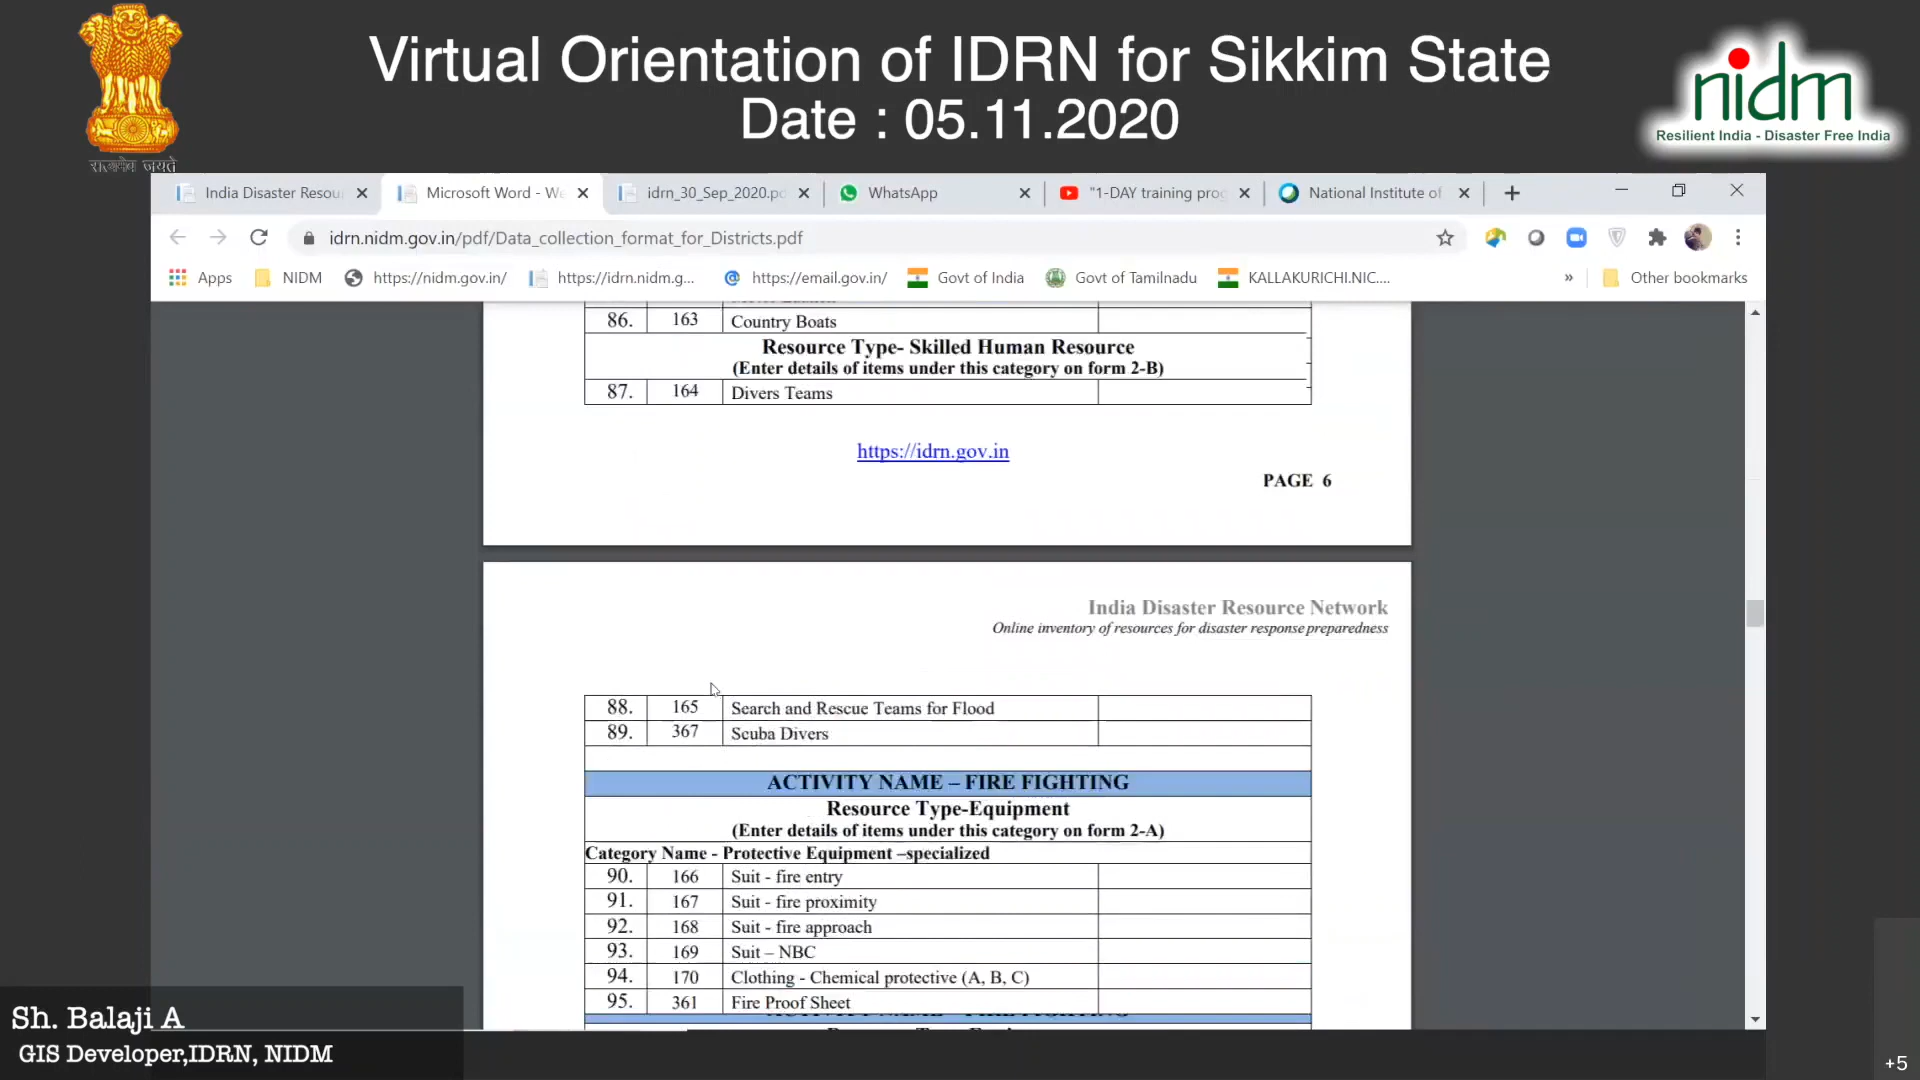 Virtual Orientation of IDRN for Sikkim State
Date : 05.11.2020
सत्यमेव जयते
nidm
Resilient India - Disaster Free India
India Disaster Resou
Microsoft Word - We
idrn_30_Sep_2020.pd
WhatsApp
"1-DAY training prog
National Institute of
idrn.nidm.gov.in/pdf/Data_collection_format_for_Districts.pdf
Apps
NIDM
https://nidm.gov.in/
https://idrn.nidm.g...
https://email.gov.in/
Govt of India
Govt of Tamilnadu
KALLAKURICHI.NIC....
»
Other bookmarks
86. 163 Country Boats
Resource Type- Skilled Human Resource
(Enter details of items under this category on form 2-B)
87. 164 Divers Teams
https://idrn.gov.in
PAGE 6
India Disaster Resource Network
Online inventory of resources for disaster response preparedness
88. 165 Search and Rescue Teams for Flood
89. 367 Scuba Divers
ACTIVITY NAME – FIRE FIGHTING
Resource Type-Equipment
(Enter details of items under this category on form 2-A)
Category Name - Protective Equipment –specialized
90. 166 Suit - fire entry
91. 167 Suit - fire proximity
92. 168 Suit - fire approach
93. 169 Suit – NBC
94. 170 Clothing - Chemical protective (A, B, C)
95. 361 Fire Proof Sheet
Sh. Balaji A
GIS Developer,IDRN, NIDM
+5